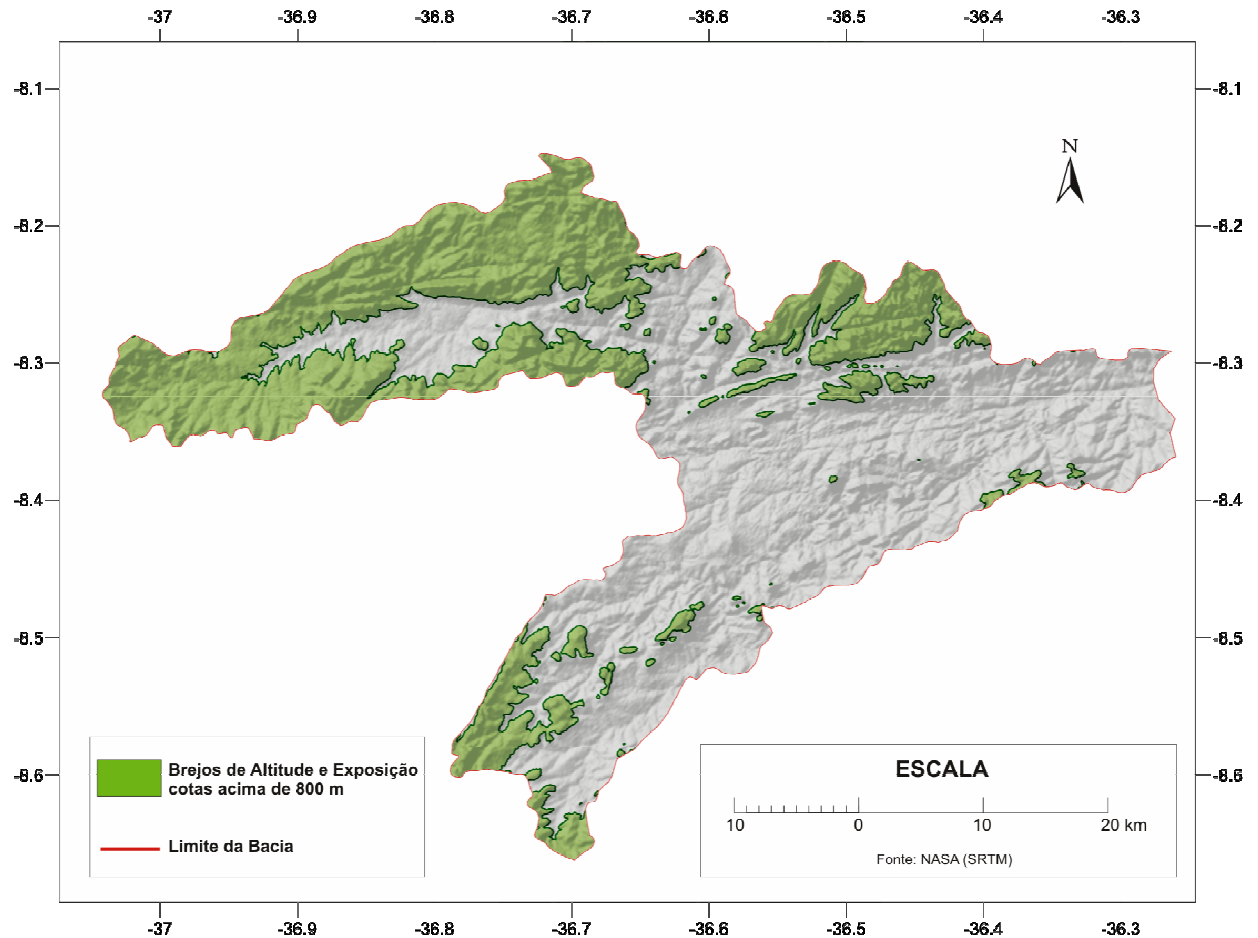 -37 -36.9 -36.8 -36.7 -36.6 -36.5 -36.4 -36.3
-8.1 -8.1
N
-8.2 -8.2
-8.3 -8.3
-8.4 -8.4
-8.5 -8.5
-8.6 -8.6
Brejos de Altitude e Exposição
cotas acima de 800 m
Limite da Bacia
ESCALA
10 0 10 20 km
Fonte: NASA (SRTM)
-37 -36.9 -36.8 -36.7 -36.6 -36.5 -36.4 -36.3